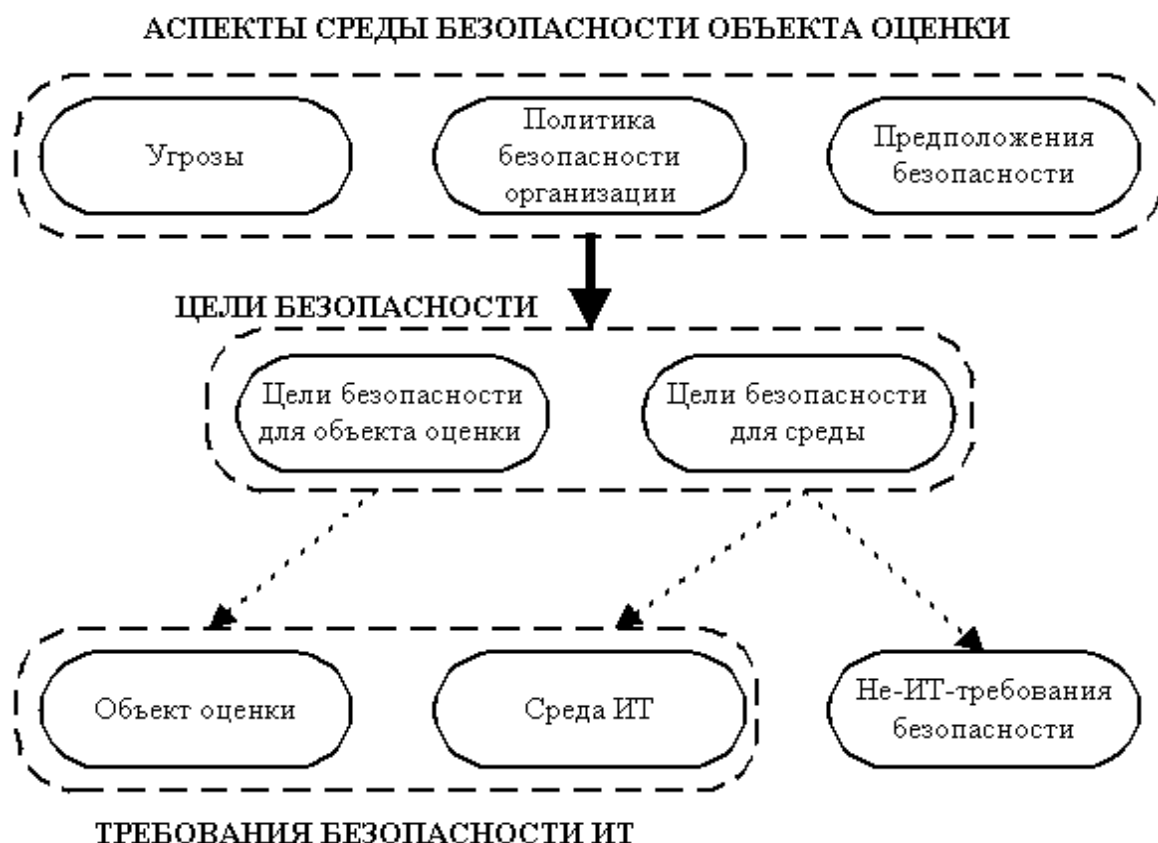 АСПЕКТЫ СРЕДЫ БЕЗОПАСНОСТИ ОБЪЕКТА ОЦЕНКИ
Угрозы
Политика
безопасности
организации
Предположения
безопасности
ЦЕЛИ БЕЗОПАСНОСТИ
Цели безопасности
для объекта оценки
Цели безопасности
для среды
Объект оценки
Среда ИТ
Не-ИТ-требования
безопасности
ТРЕБОВАНИЯ БЕЗОПАСНОСТИ ИТ